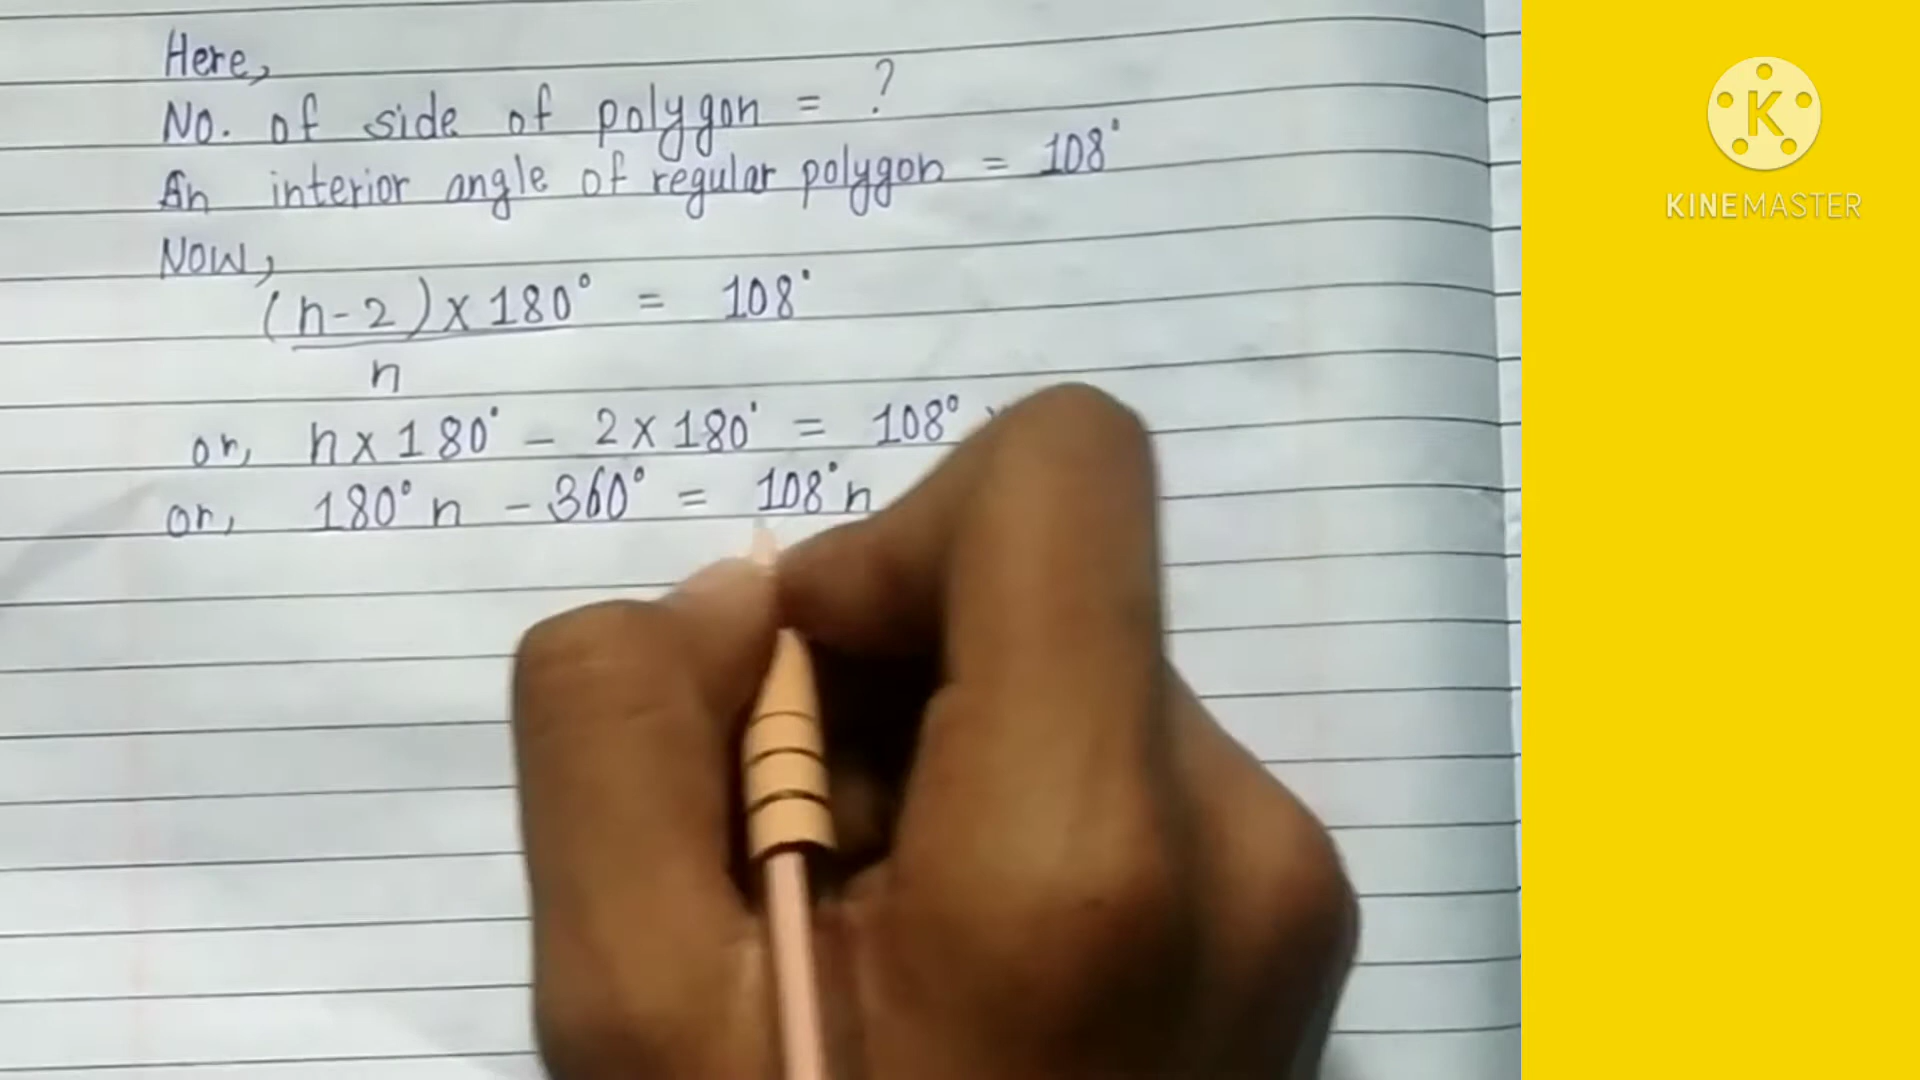 Here,
No. of side of polygon = ?
An interior angle of regular polygon = 108°
Now,
(n-2)×180° = 108°
n
or, n×180° - 2×180° = 108°
or, 180°n - 360° = 108°n
K
KINEMASTER